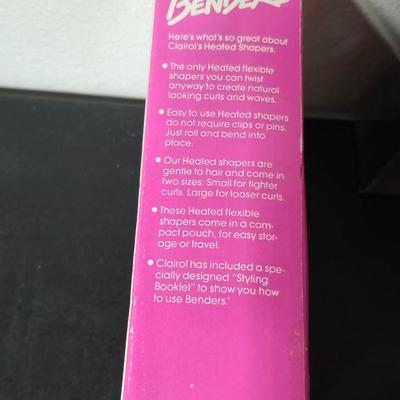 BENDERS
Here's what's so great about
Clairol's Heated Shapers.
• The only Heated flexible
shapers you can twist
anyway to create natural
looking curls and waves.
• Easy to use Heated shapers
do not require clips or pins.
Just roll and bend into
place.
• Our Heated shapers are
gentle to hair and come in
two sizes: Small for tighter
curls. Large for looser curls.
• These Heated flexible
shapers come in a com-
pact pouch, for easy stor-
age or travel.
• Clairol has included a spe-
cially designed "Styling
Booklet" to show you how
to use Benders."